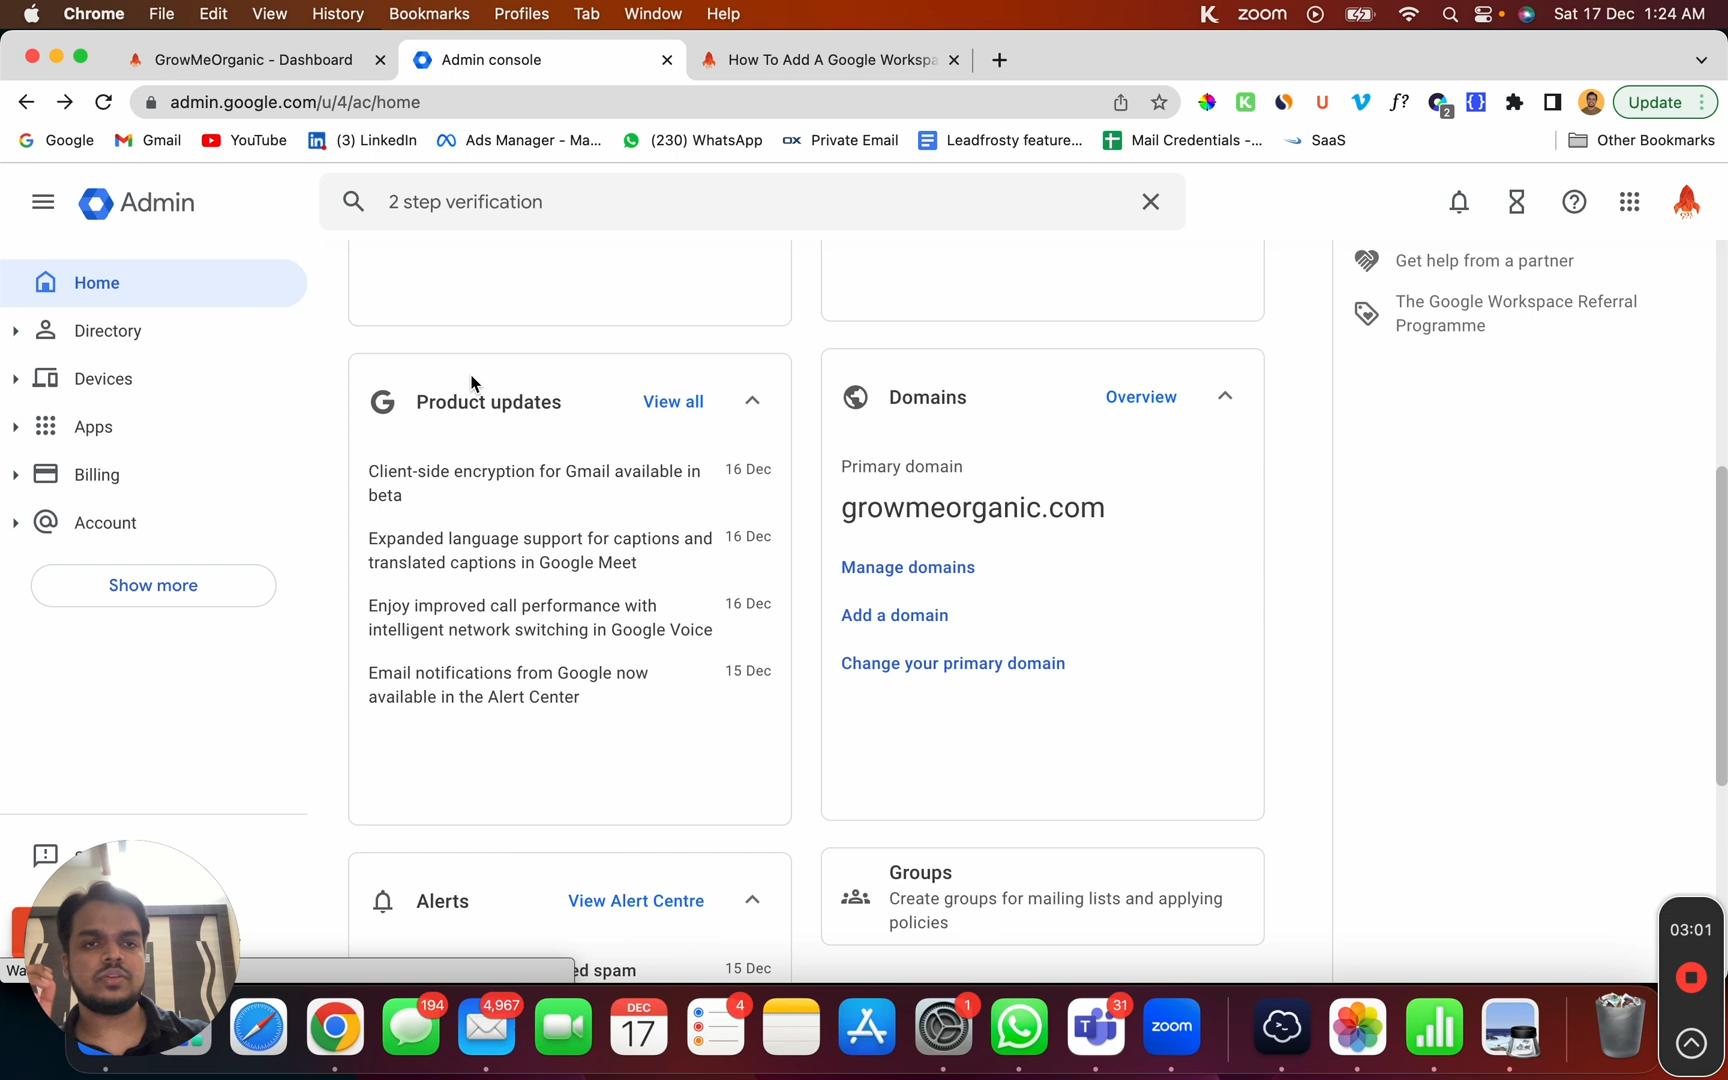 Chrome File Edit View History Bookmarks Profiles Tab Window Help
zoom
Sat 17 Dec 1:24 AM
GrowMeOrganic - Dashboard
Admin console
How To Add A Google Workspa
admin.google.com/u/4/ac/home
f?
2
Update
Google
Gmail
YouTube
(3) LinkedIn
Ads Manager - Ma...
(230) WhatsApp
Private Email
Leadfrosty feature...
Mail Credentials -...
SaaS
Other Bookmarks
Admin
2 step verification
Home
Directory
Devices
Apps
Billing
Account
Show more
Product updates
View all
Client-side encryption for Gmail available in
beta
16 Dec
Expanded language support for captions and
translated captions in Google Meet
16 Dec
Enjoy improved call performance with
intelligent network switching in Google Voice
16 Dec
Email notifications from Google now
available in the Alert Center
15 Dec
Domains
Overview
Primary domain
growmeorganic.com
Manage domains
Add a domain
Change your primary domain
Get help from a partner
The Google Workspace Referral
Programme
Alerts
View Alert Centre
ed spam
15 Dec
Groups
Create groups for mailing lists and applying
policies
Wa
03:01
194
4,967
DEC
17
4
1
31
zoom